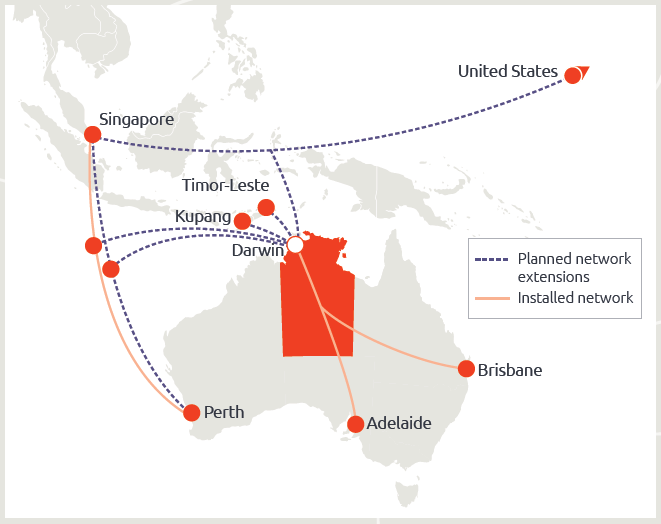 United States
Singapore
Timor-Leste
Kupang
Darwin
Planned network
extensions
Installed network
Brisbane
Perth
Adelaide